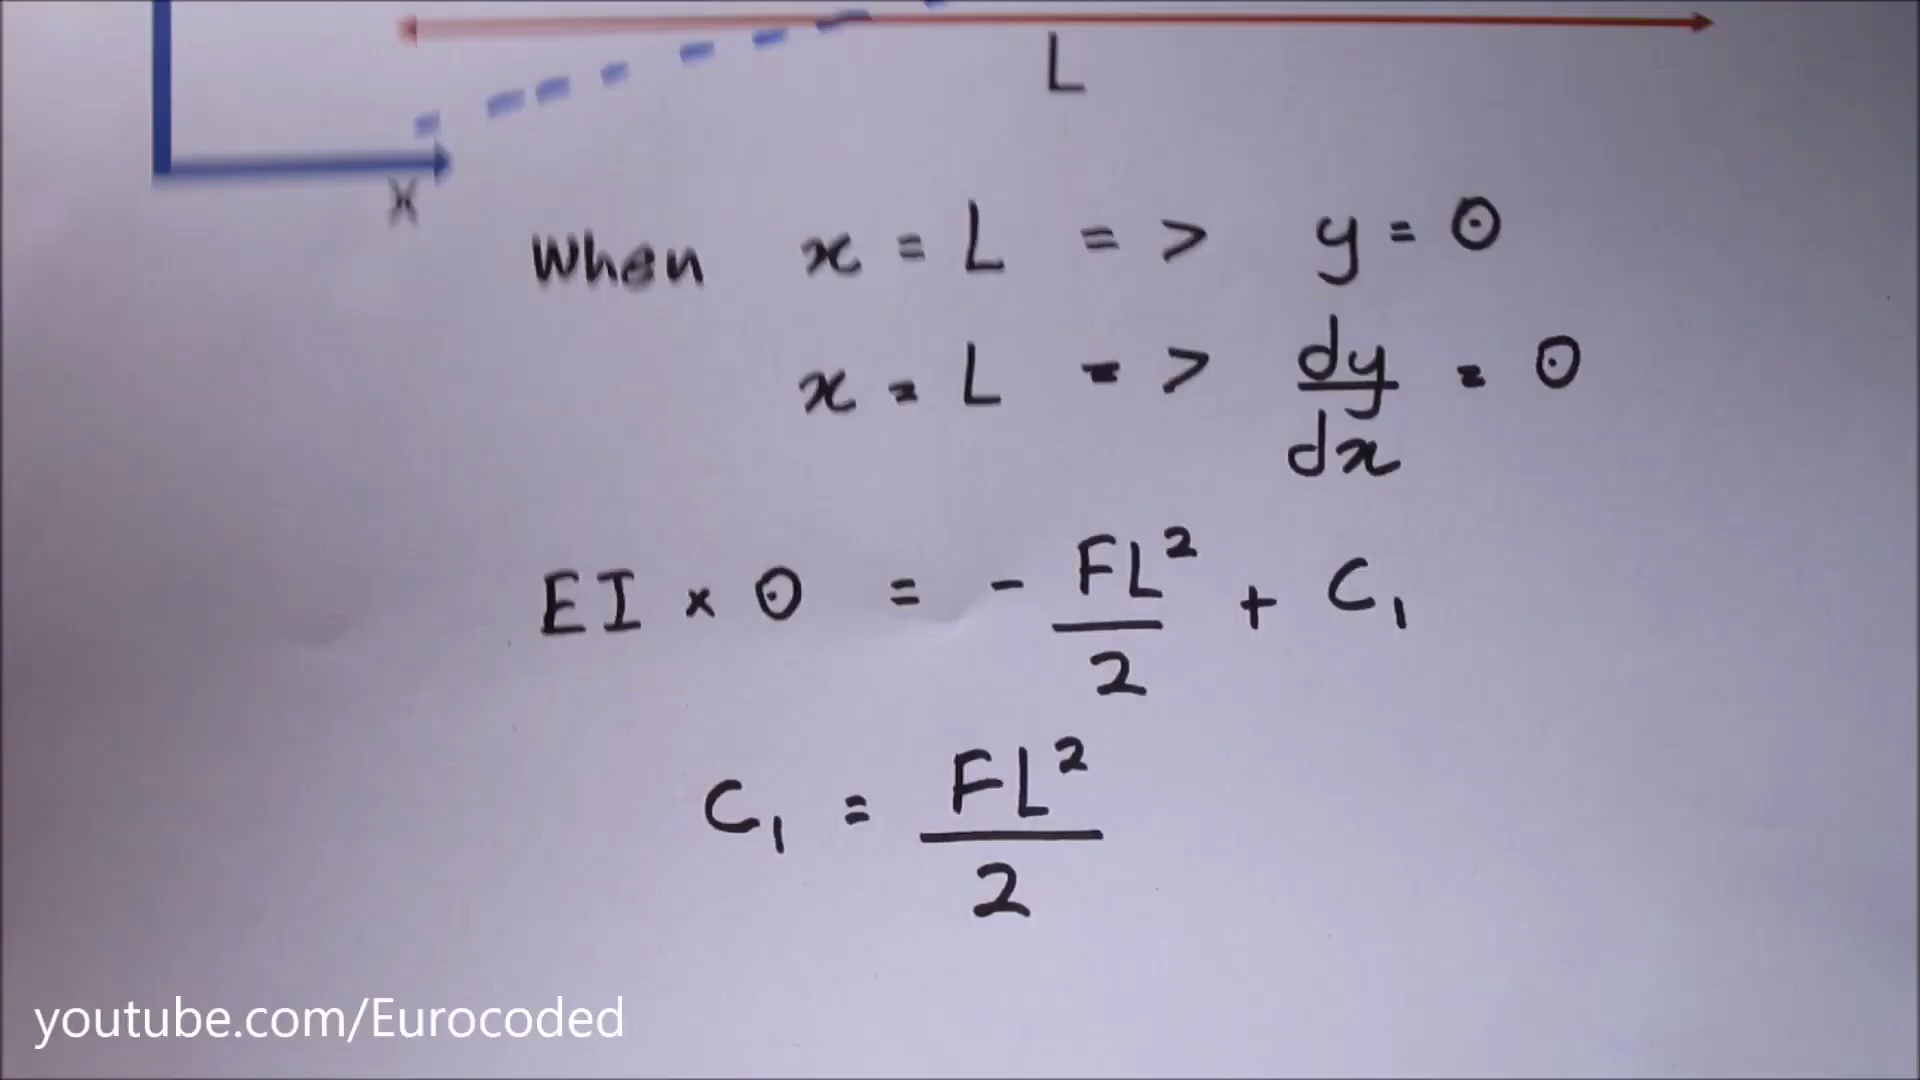 L
x
When x = L => y = 0
x = L => dy/dx = 0
EI × 0 = - FL²/2 + C₁
C₁ = FL²/2
youtube.com/Eurocoded